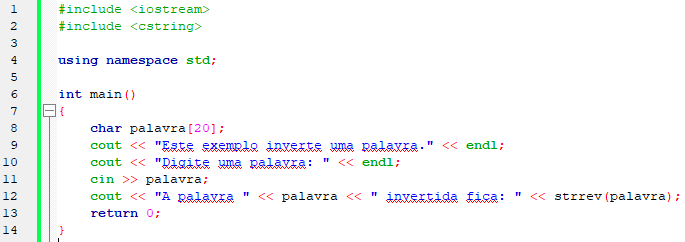 1 #include <iostream>
2 #include <cstring>
3
4 using namespace std;
5
6 int main()
7 {
8 char palavra[20];
9 cout << "Este exemplo inverte uma palavra." << endl;
10 cout << "Digite uma palavra: " << endl;
11 cin >> palavra;
12 cout << "A palavra " << palavra << " invertida fica: " << strrev(palavra);
13 return 0;
14 }